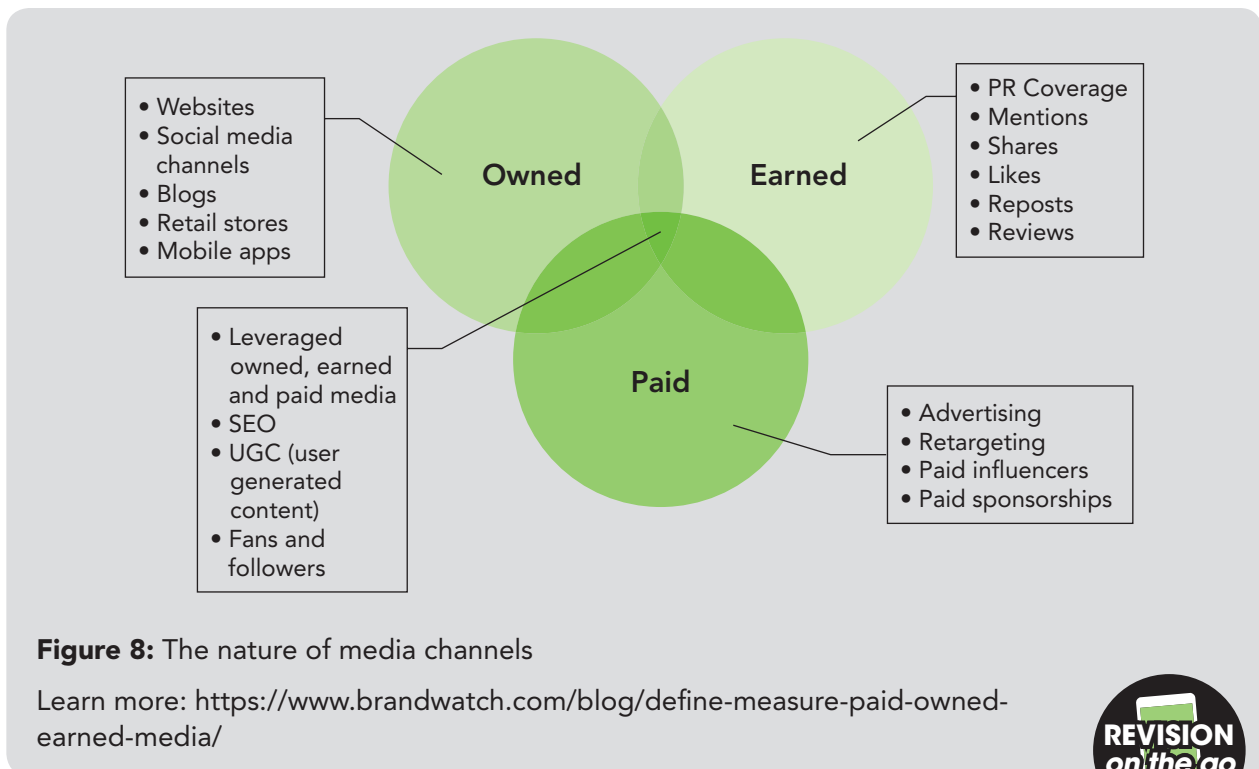 • Websites
• Social media
channels
• Blogs
• Retail stores
• Mobile apps
Owned
Earned
• PR Coverage
• Mentions
• Shares
• Likes
• Reposts
• Reviews
• Leveraged
owned, earned
and paid media
• SEO
• UGC (user
generated
content)
• Fans and
followers
Paid
• Advertising
• Retargeting
• Paid influencers
• Paid sponsorships
Figure 8: The nature of media channels
Learn more: https://www.brandwatch.com/blog/define-measure-paid-owned-
earned-media/
REVISION
on the go